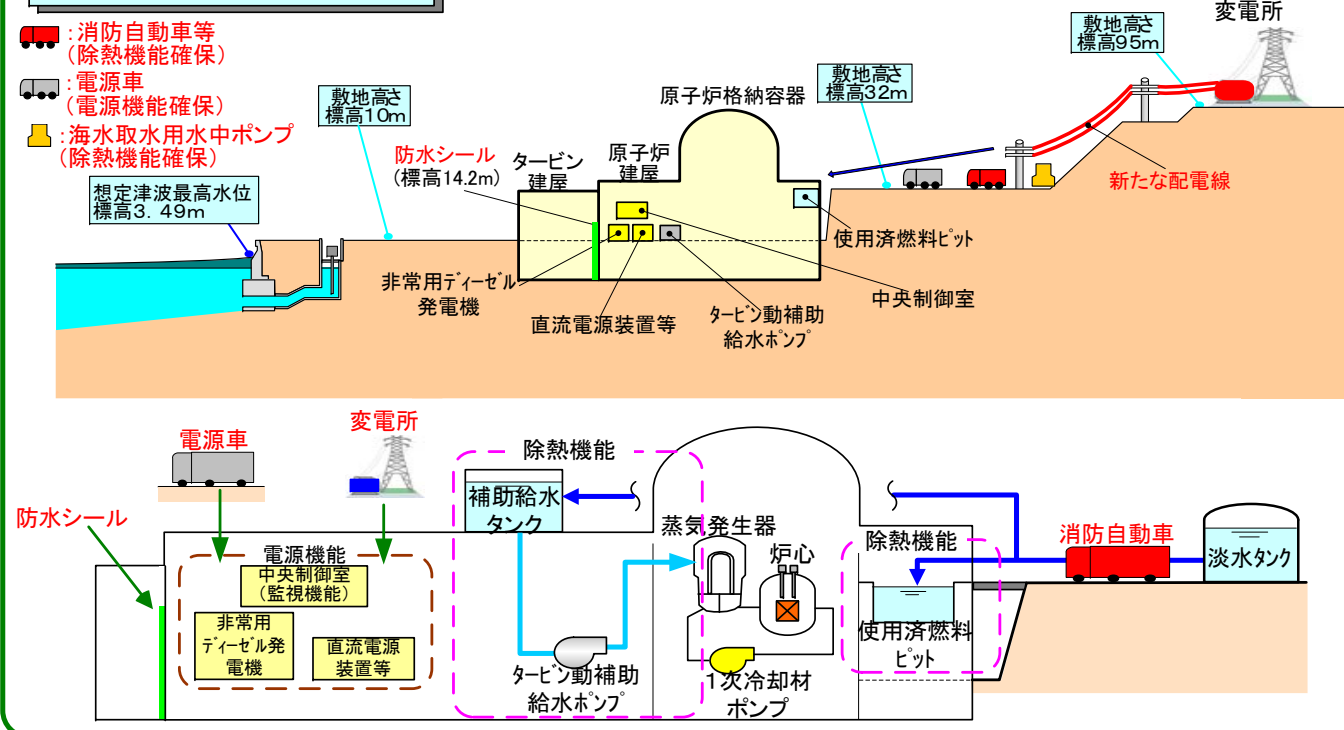 :消防自動車等
(除熱機能確保)
:電源車
(電源機能確保)
:海水取水用水中ポンプ
(除熱機能確保)
想定津波最高水位
標高3.49m
敷地高さ
標高10m
防水シール
(標高14.2m)
タービン
建屋
原子炉
建屋
原子炉格納容器
敷地高さ
標高32m
敷地高さ
標高95m
変電所
新たな配電線
使用済燃料ピット
中央制御室
タービン動補助
給水ポンプ
直流電源装置等
非常用ディーゼル
発電機
電源車
変電所
防水シール
電源機能
中央制御室
(監視機能)
非常用
ディーゼル発
電機
直流電源
装置等
除熱機能
補助給水
タンク
タービン動補助
給水ポンプ
蒸気発生器
炉心
1次冷却材
ポンプ
除熱機能
使用済燃料
ピット
消防自動車
淡水タンク